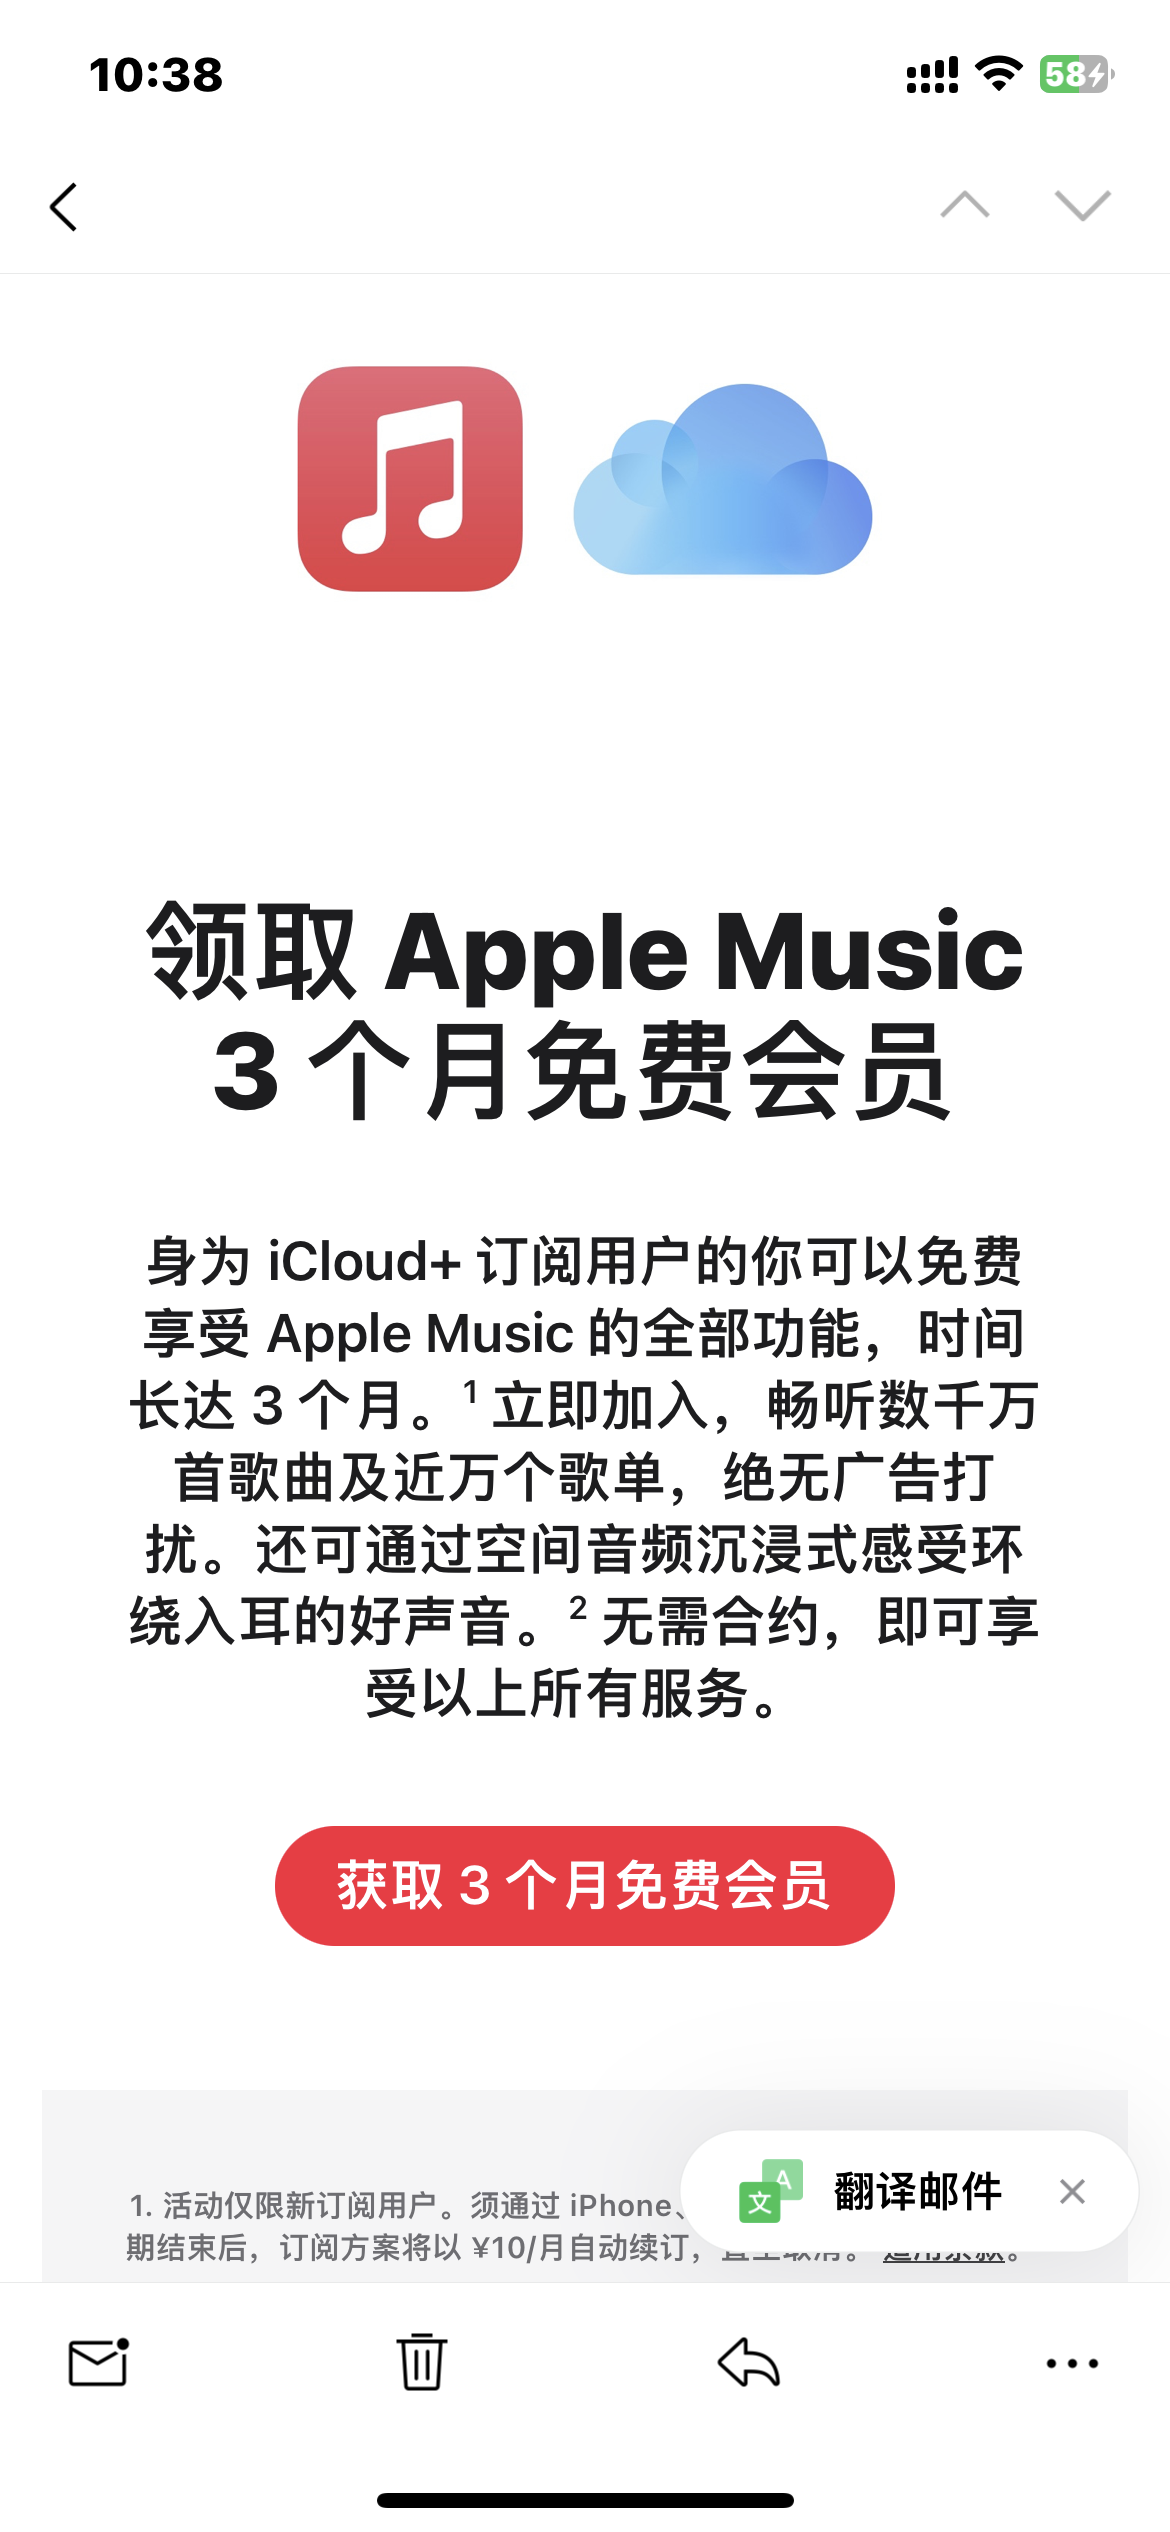 10:38
58
领取 Apple Music
3 个月免费会员
身为 iCloud+ 订阅用户的你可以免费
享受 Apple Music 的全部功能，时间
长达 3 个月。1 立即加入，畅听数千万
首歌曲及近万个歌单，绝无广告打
扰。还可通过空间音频沉浸式感受环
绕入耳的好声音。2 无需合约，即可享
受以上所有服务。
获取 3 个月免费会员
1. 活动仅限新订阅用户。须通过 iPhone、
文 A 翻译邮件
期结束后，订阅方案将以 ¥10/月自动续订，